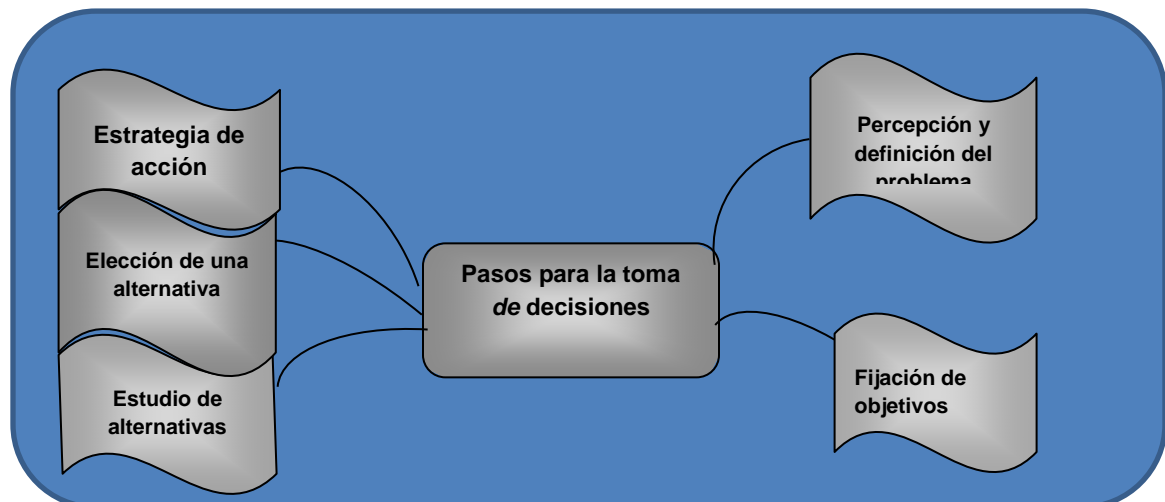 Estrategia de
acción
Elección de una
alternativa
Estudio de
alternativas
Pasos para la toma
de decisiones
Percepción y
definición del
problema
Fijación de
objetivos